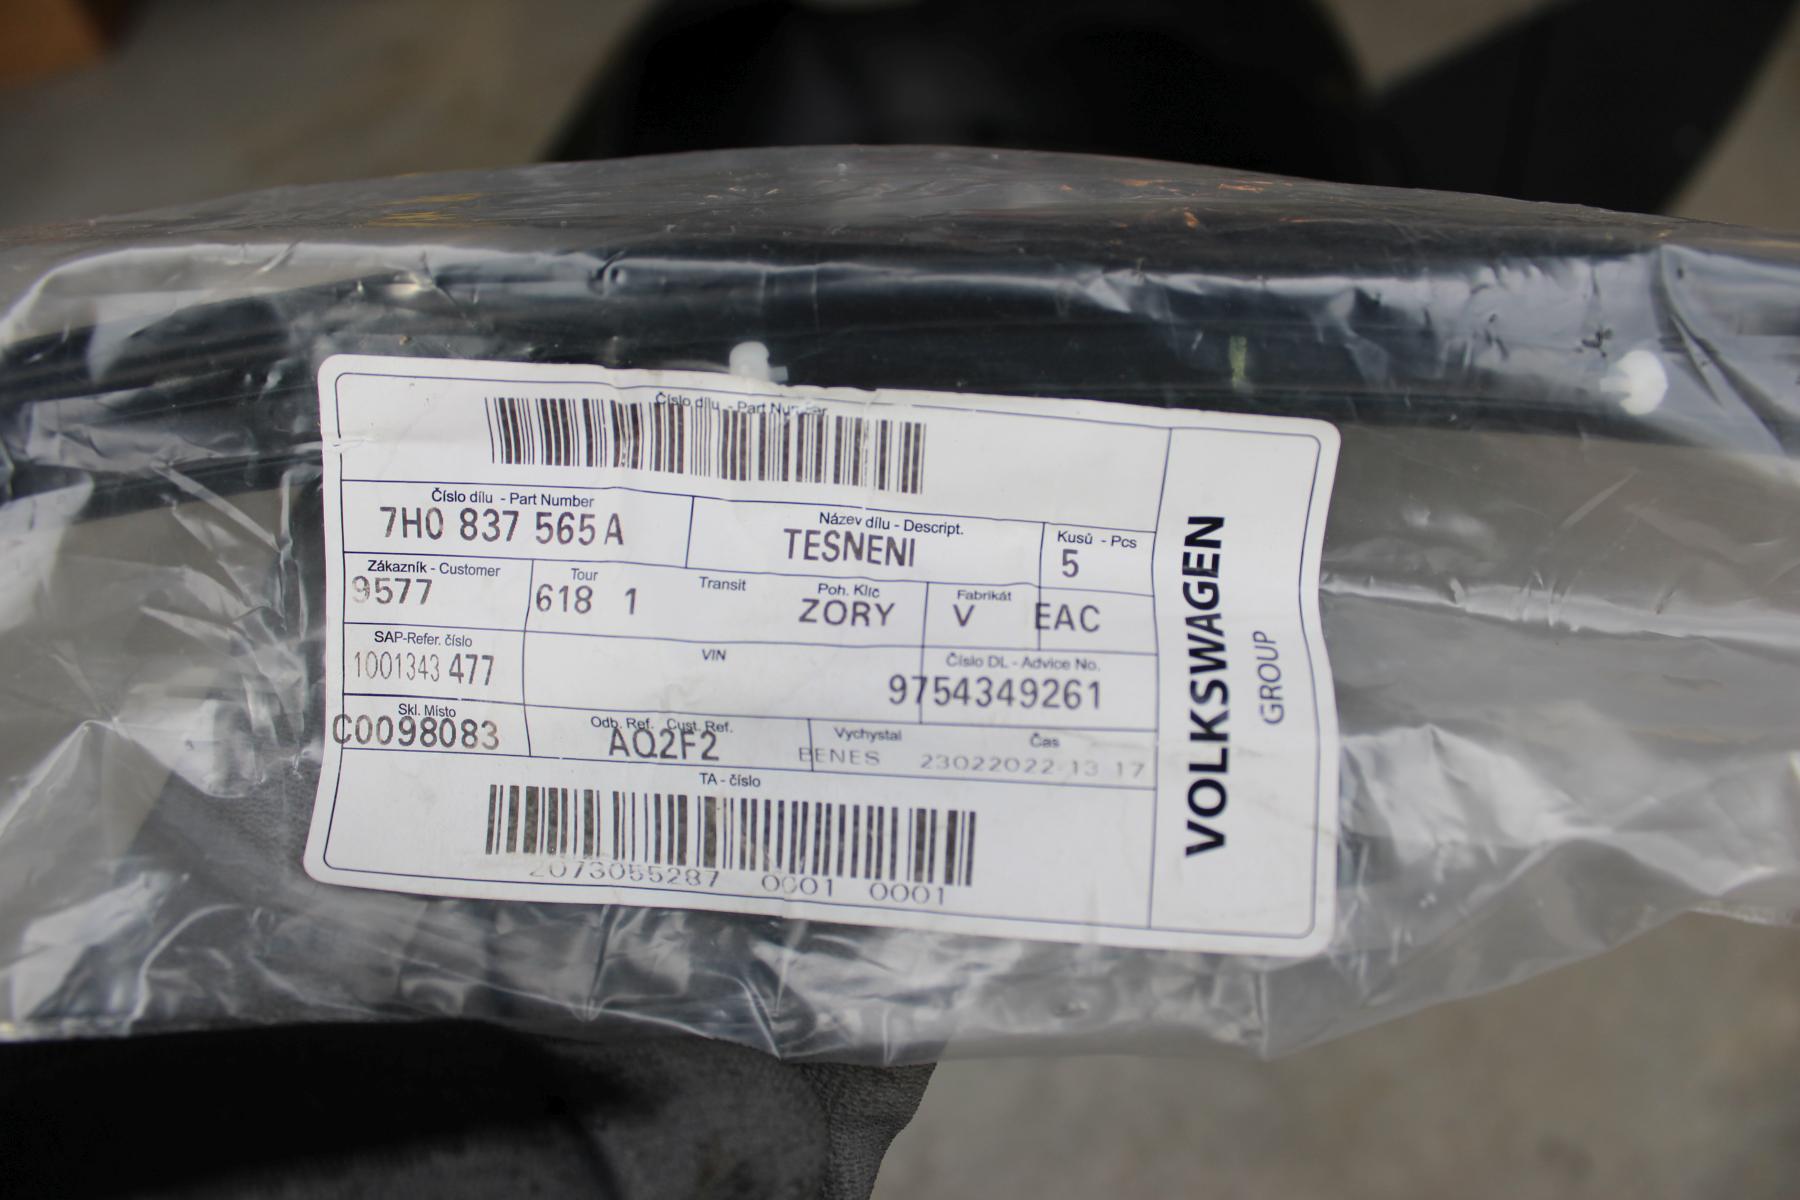 Číslo dílu - Part Number
Číslo dílu - Part Number
7H0 837 565 A
Název dílu - Descript.
TESNENI
Kusů - Pcs
5
Zákazník - Customer
9577
Tour
618 1
Transit
Poh. Klíc
ZORY
Fabrikát
V EAC
SAP-Refer. číslo
1001343 477
VIN
Číslo DL - Advice No.
9754349261
Skl. Místo
C0098083
Odb. Ref. Cust. Ref.
AQ2F2
Vychystal
BENES
Čas
23022022 13 17
TA - číslo
2073055287 0001 0001
VOLKSWAGEN
GROUP